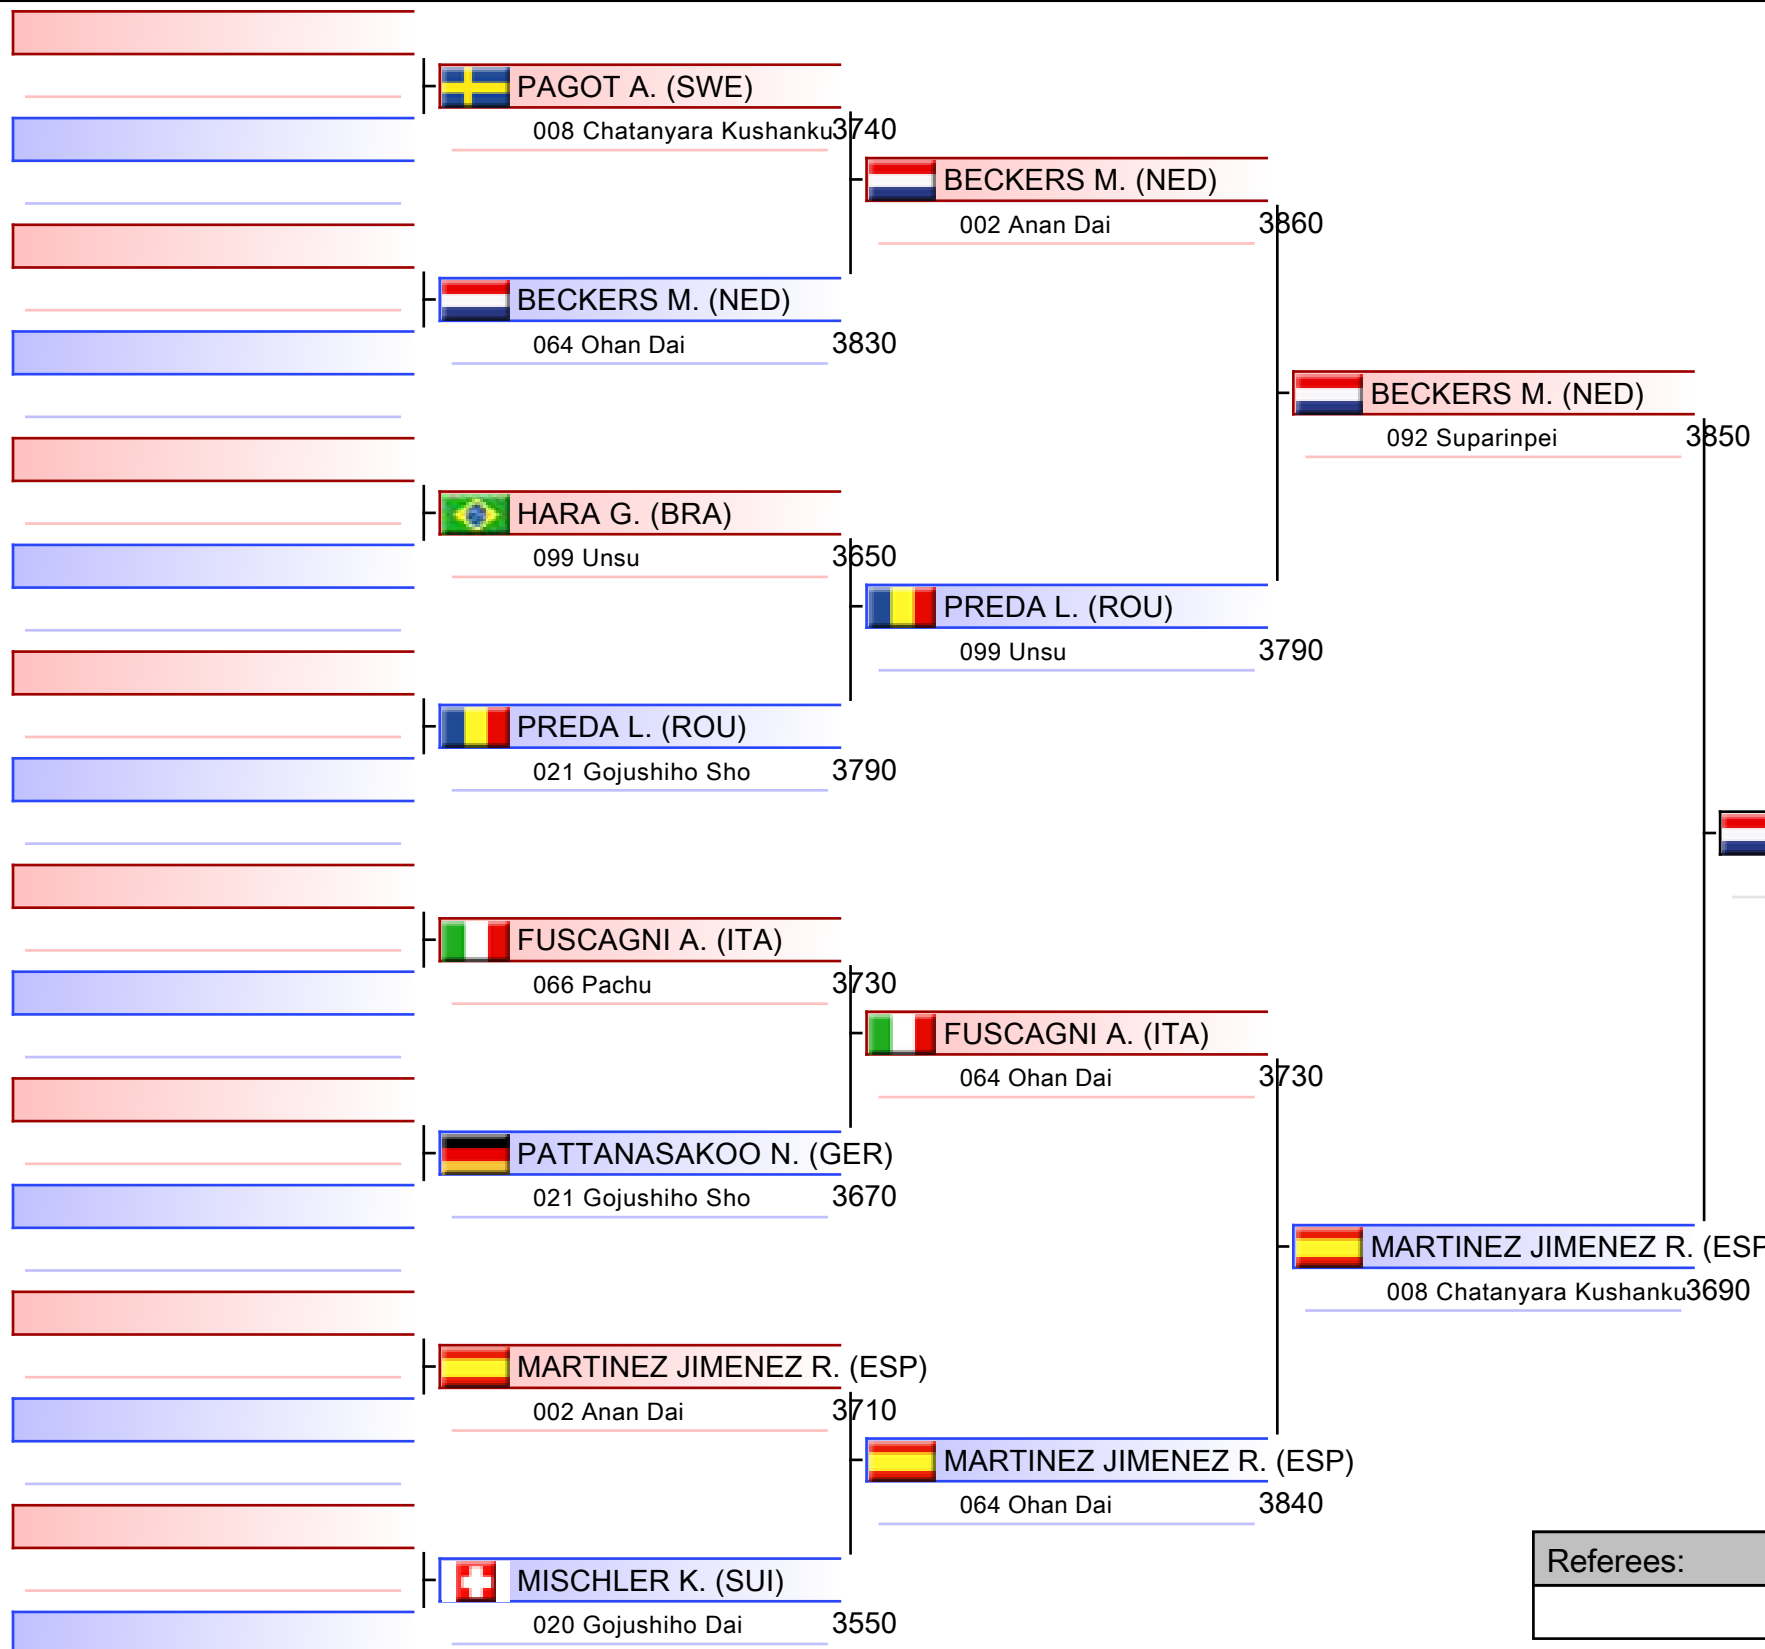 PAGOT A. (SWE)
008 Chatanyara Kushanku 3740
BECKERS M. (NED)
064 Ohan Dai 3830
HARA G. (BRA)
099 Unsu 3650
PREDA L. (ROU)
021 Gojushiho Sho 3790
FUSCAGNI A. (ITA)
066 Pachu 3730
PATTANASAKOO N. (GER)
021 Gojushiho Sho 3670
MARTINEZ JIMENEZ R. (ESP)
002 Anan Dai 3710
MISCHLER K. (SUI)
020 Gojushiho Dai 3550
BECKERS M. (NED)
002 Anan Dai 3860
PREDA L. (ROU)
099 Unsu 3790
FUSCAGNI A. (ITA)
064 Ohan Dai 3730
MARTINEZ JIMENEZ R. (ESP)
064 Ohan Dai 3840
BECKERS M. (NED)
092 Suparinpei 3850
MARTINEZ JIMENEZ R. (ESP
008 Chatanyara Kushanku 3690
Referees: